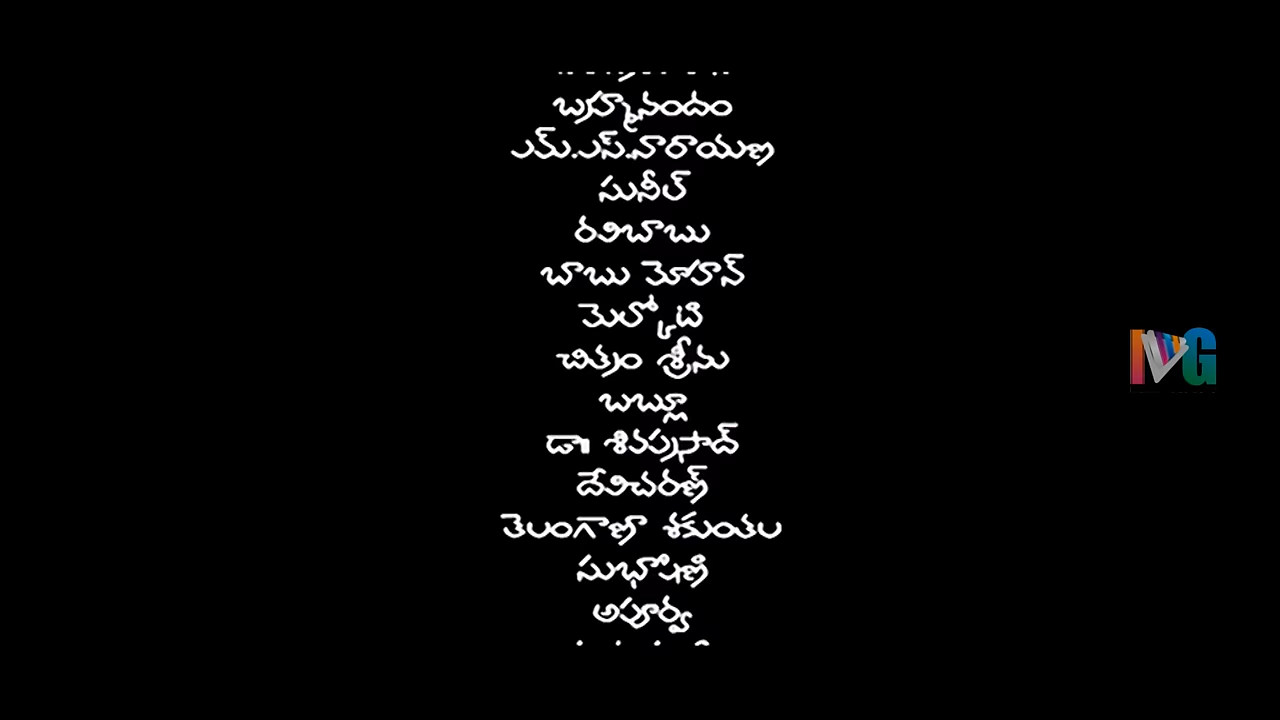 బ్రహ్మానందం
ఎమ్.ఎస్.నారాయణ
సునీల్
రవిబాబు
బాబు మోహన్
మెల్కోటి
చిత్రం శ్రీను
బబ్లూ
డా॥ శివప్రసాద్
దేవిచరణ్
తెలంగాణా శకుంతల
సుభాషిణి
అపూర్వ